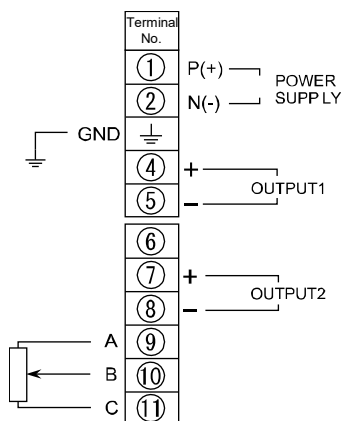 Terminal
No.
① P(+)
POWER
② N(-)
SUPPLY
GND
④ +
OUTPUT1
⑤ −
⑥
⑦ +
OUTPUT2
⑧ −
A ⑨
B ⑩
C ⑪